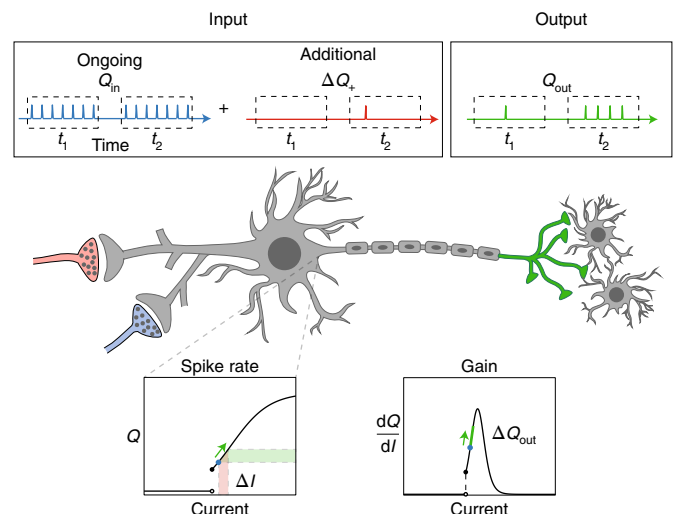 Input
Output
Ongoing
Q_in
Additional
ΔQ_+
Q_out
+
t_1
t_2
Time
t_1
t_2
t_1
t_2
Spike rate
Q
ΔI
Current
Gain
dQ
dI
ΔQ_out
Current